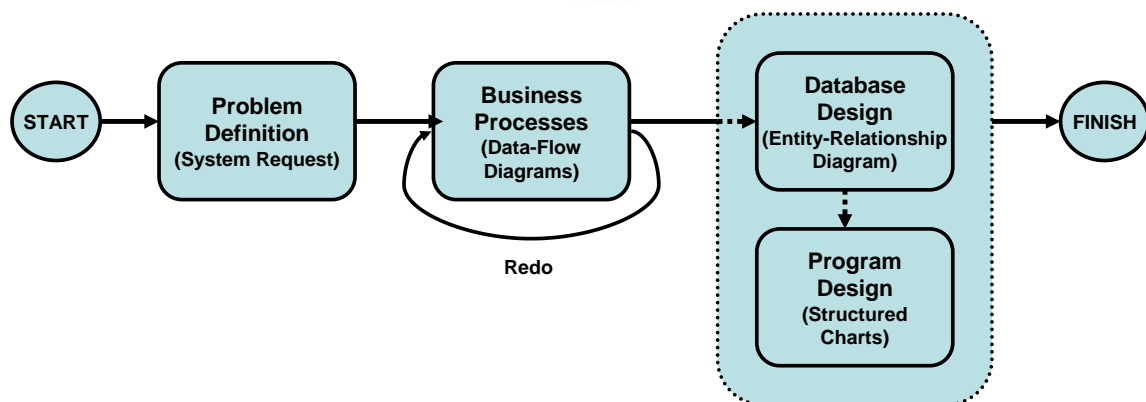 START
Problem
Definition
(System Request)
Business
Processes
(Data-Flow
Diagrams)
Redo
Database
Design
(Entity-Relationship
Diagram)
Program
Design
(Structured
Charts)
FINISH